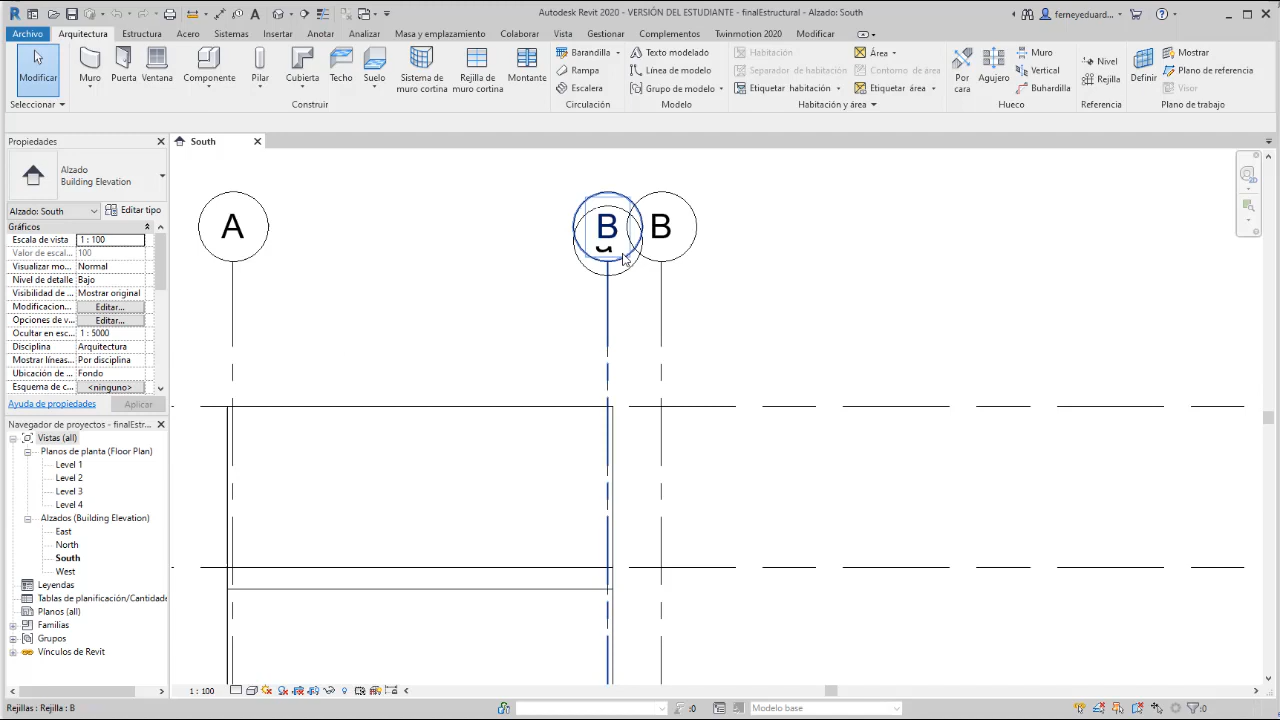 Autodesk Revit 2020 - VERSIÓN DEL ESTUDIANTE - finalEstructural - Alzado: South
ferneyeduard...
Archivo Arquitectura Estructura Acero Sistemas Insertar Anotar Analizar Masa y emplazamiento Colaborar Vista Gestionar Complementos Twinmotion 2020 Modificar
Modificar
Muro
Puerta
Ventana
Componente
Pilar
Cubierta
Techo
Suelo
Sistema de muro cortina
Rejilla de muro cortina
Montante
Barandilla
Rampa
Escalera
Texto modelado
Línea de modelo
Grupo de modelo
Habitación
Separador de habitación
Etiquetar habitación
Área
Contorno de área
Etiquetar área
Por cara
Agujero
Muro
Vertical
Buhardilla
Nivel
Rejilla
Definir
Mostrar
Plano de referencia
Visor
Seleccionar Construir Circulación Modelo Habitación y área Hueco Referencia Plano de trabajo
Propiedades
South
Alzado
Building Elevation
Alzado: South
Editar tipo
Gráficos
Escala de vista 1 : 100
Valor de escal... 100
Visualizar mo... Normal
Nivel de detalle Bajo
Visibilidad de ... Mostrar original
Modificacion... Editar...
Opciones de v... Editar...
Ocultar en esc... 1 : 5000
Disciplina Arquitectura
Mostrar líneas... Por disciplina
Ubicación de ... Fondo
Esquema de c... <ninguno>
Ayuda de propiedades Aplicar
Navegador de proyectos - finalEstr...
Vistas (all)
Planos de planta (Floor Plan)
Level 1
Level 2
Level 3
Level 4
Alzados (Building Elevation)
East
North
South
West
Leyendas
Tablas de planificación/Cantidade
Planos (all)
Familias
Grupos
Vínculos de Revit
A
B
B
1 : 100
Rejillas : Rejilla : B
:0
Modelo base
:0